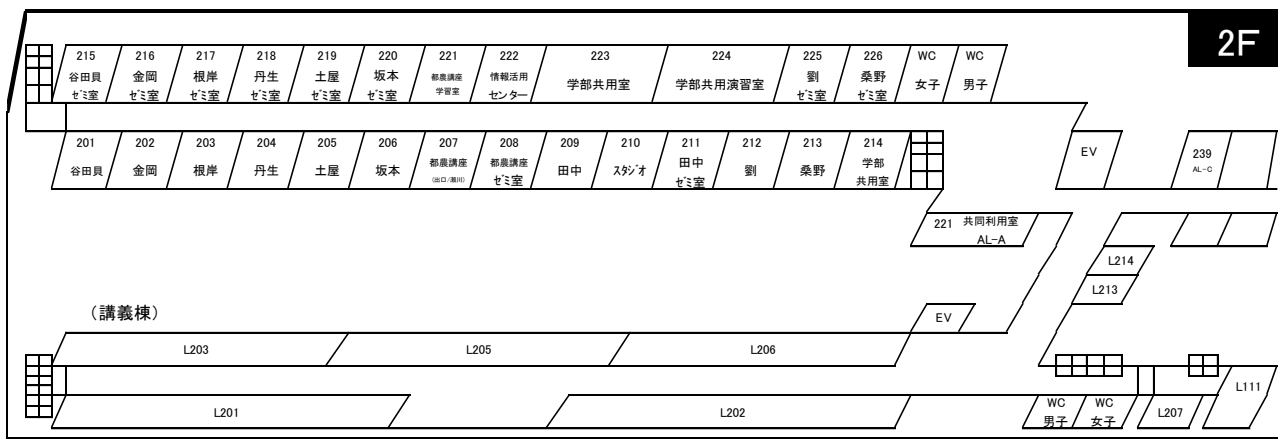 2F
215
谷田貝
ゼミ室
216
金岡
ゼミ室
217
根岸
ゼミ室
218
丹生
ゼミ室
219
土屋
ゼミ室
220
坂本
ゼミ室
221
都農講座
学習室
222
情報活用
センター
223
学部共用室
224
学部共用演習室
225
劉
ゼミ室
226
桑野
ゼミ室
WC
女子
WC
男子
201
谷田貝
202
金岡
203
根岸
204
丹生
205
土屋
206
坂本
207
都農講座
(出口/瀬川)
208
都農講座
ゼミ室
209
田中
210
スタジオ
211
田中
ゼミ室
212
劉
213
桑野
214
学部
共用室
EV
239
AL-C
221 共同利用室
AL-A
L214
L213
(講義棟)
EV
L203
L205
L206
L111
L201
L202
WC
男子
WC
女子
L207